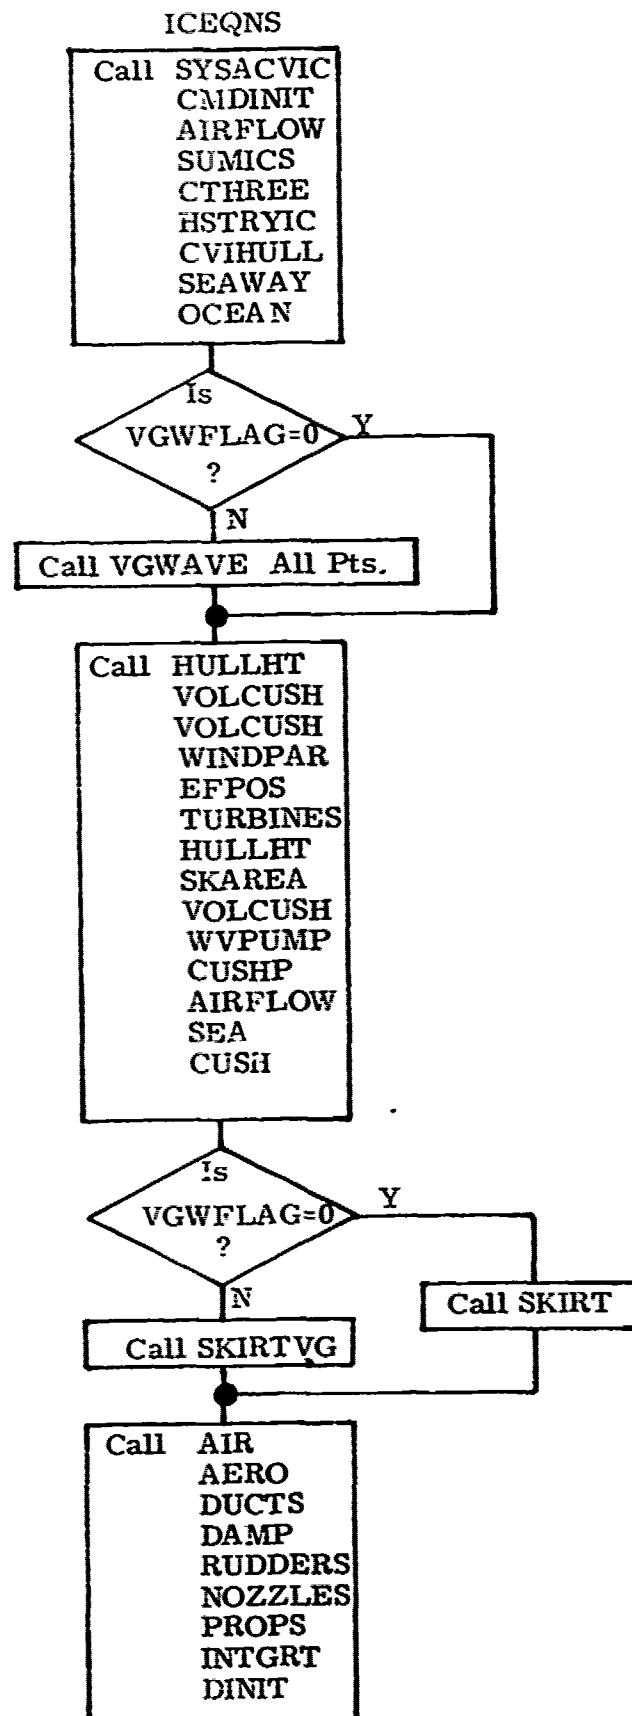 ICEQNS
Call SYSACVIC
CMDINIT
AIRFLOW
SUMICS
CTHREE
HSTRYIC
CVIHULL
SEAWAY
OCEAN
Is
VGWFLAG=0
?
Y
N
Call VGWAVE All Pts.
Call HULLHT
VOLCUSH
VOLCUSH
WINDPAR
EFPOS
TURBINES
HULLHT
SKAREA
VOLCUSH
WVPUMP
CUSHP
AIRFLOW
SEA
CUSH
Is
VGWFLAG=0
?
Y
N
Call SKIRT
Call SKIRTVG
Call AIR
AERO
DUCTS
DAMP
RUDDERS
NOZZLES
PROPS
INTGRT
DINIT